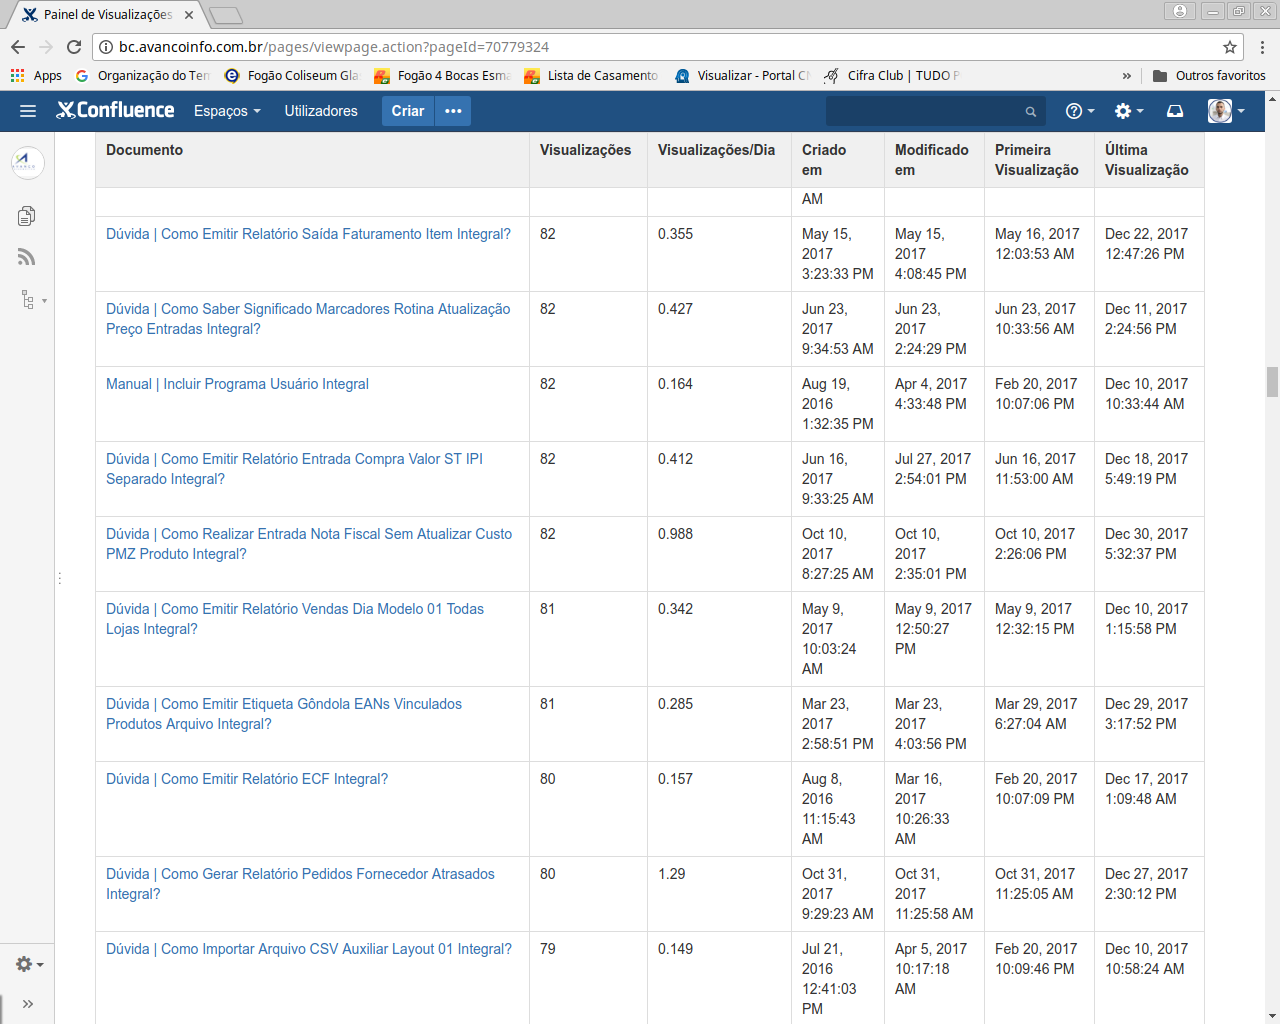 Painel de Visualizações
bc.avancoinfo.com.br/pages/viewpage.action?pageId=70779324
Apps
Organização do Ter
Fogão Coliseum Gla
Fogão 4 Bocas Esma
Lista de Casamento
Visualizar - Portal C
Cifra Club | TUDO
»
Outros favoritos
Confluence
Espaços
Utilizadores
Criar
Documento
Visualizações
Visualizações/Dia
Criado
em
Modificado
em
Primeira
Visualização
Última
Visualização
AM
Dúvida | Como Emitir Relatório Saída Faturamento Item Integral?
82
0.355
May 15,
2017
3:23:33 PM
May 15,
2017
4:08:45 PM
May 16, 2017
12:03:53 AM
Dec 22, 2017
12:47:26 PM
Dúvida | Como Saber Significado Marcadores Rotina Atualização
Preço Entradas Integral?
82
0.427
Jun 23,
2017
9:34:53 AM
Jun 23,
2017
2:24:29 PM
Jun 23, 2017
10:33:56 AM
Dec 11, 2017
2:24:56 PM
Manual | Incluir Programa Usuário Integral
82
0.164
Aug 19,
2016
1:32:35 PM
Apr 4, 2017
4:33:48 PM
Feb 20, 2017
10:07:06 PM
Dec 10, 2017
10:33:44 AM
Dúvida | Como Emitir Relatório Entrada Compra Valor ST IPI
Separado Integral?
82
0.412
Jun 16,
2017
9:33:25 AM
Jul 27, 2017
2:54:01 PM
Jun 16, 2017
11:53:00 AM
Dec 18, 2017
5:49:19 PM
Dúvida | Como Realizar Entrada Nota Fiscal Sem Atualizar Custo
PMZ Produto Integral?
82
0.988
Oct 10,
2017
8:27:25 AM
Oct 10,
2017
2:35:01 PM
Oct 10, 2017
2:26:06 PM
Dec 30, 2017
5:32:37 PM
Dúvida | Como Emitir Relatório Vendas Dia Modelo 01 Todas
Lojas Integral?
81
0.342
May 9,
2017
10:03:24
AM
May 9, 2017
12:50:27
PM
May 9, 2017
12:32:15 PM
Dec 10, 2017
1:15:58 PM
Dúvida | Como Emitir Etiqueta Gôndola EANs Vinculados
Produtos Arquivo Integral?
81
0.285
Mar 23,
2017
2:58:51 PM
Mar 23,
2017
4:03:56 PM
Mar 29, 2017
6:27:04 AM
Dec 29, 2017
3:17:52 PM
Dúvida | Como Emitir Relatório ECF Integral?
80
0.157
Aug 8,
2016
11:15:43
AM
Mar 16,
2017
10:26:33
AM
Feb 20, 2017
10:07:09 PM
Dec 17, 2017
1:09:48 AM
Dúvida | Como Gerar Relatório Pedidos Fornecedor Atrasados
Integral?
80
1.29
Oct 31,
2017
9:29:23 AM
Oct 31,
2017
11:25:58 AM
Oct 31, 2017
11:25:05 AM
Dec 27, 2017
2:30:12 PM
Dúvida | Como Importar Arquivo CSV Auxiliar Layout 01 Integral?
79
0.149
Jul 21,
2016
12:41:03
PM
Apr 5, 2017
10:17:18
AM
Feb 20, 2017
10:09:46 PM
Dec 10, 2017
10:58:24 AM